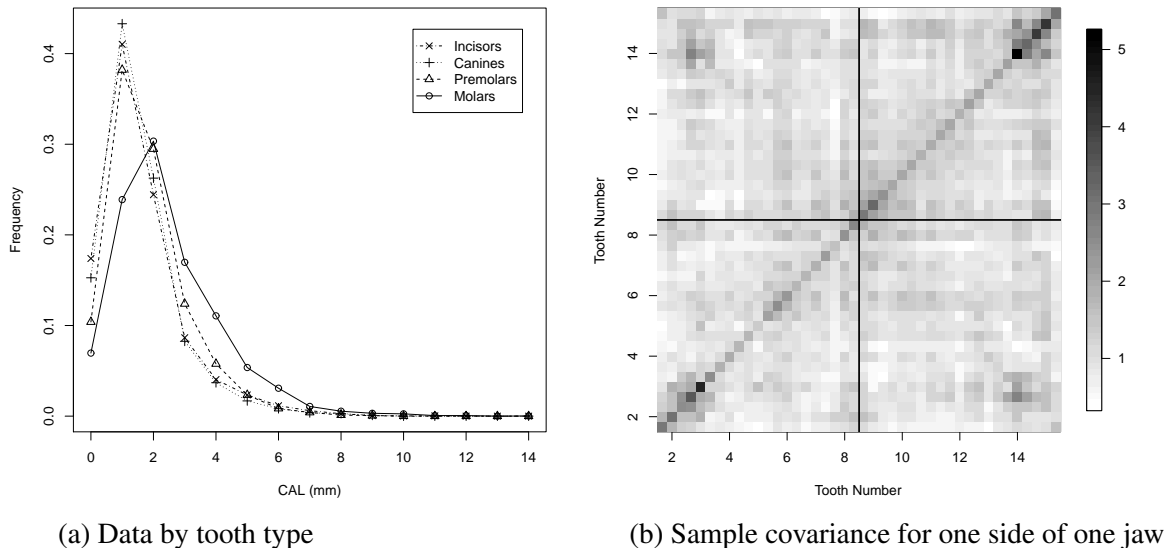 0.0 0.1 0.2 0.3 0.4
Frequency
0 2 4 6 8 10 12 14
CAL (mm)
Incisors
Canines
Premolars
Molars
(a) Data by tooth type
2 4 6 8 10 12 14
Tooth Number
2 4 6 8 10 12 14
Tooth Number
1 2 3 4 5
(b) Sample covariance for one side of one jaw